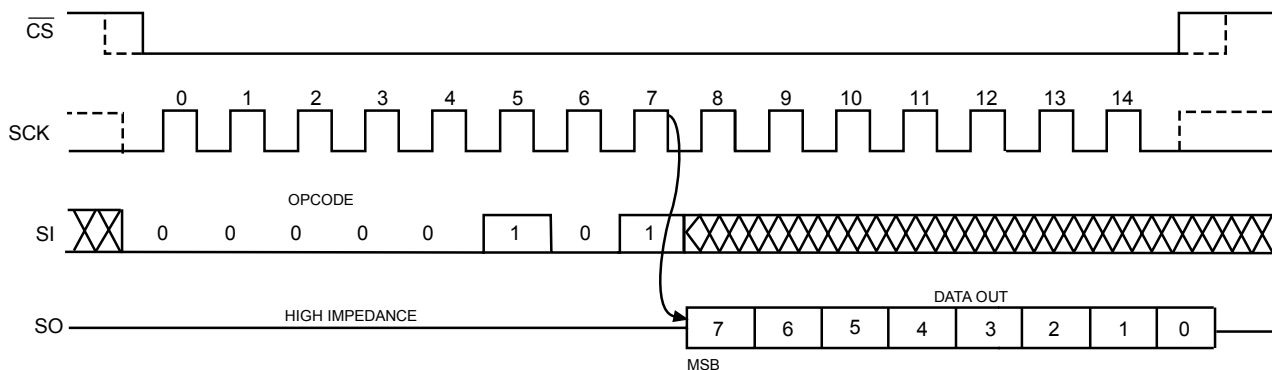 C̅S̅
0 1 2 3 4 5 6 7 8 9 10 11 12 13 14
SCK
OPCODE
SI 0 0 0 0 0 1 0 1
DATA OUT
HIGH IMPEDANCE
SO 7 6 5 4 3 2 1 0
MSB